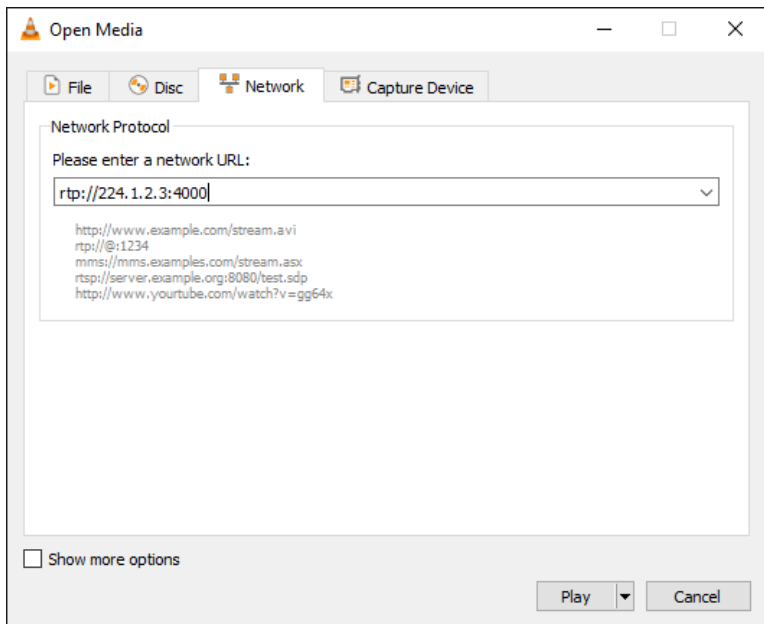 Open Media
File Disc Network Capture Device
Network Protocol
Please enter a network URL:
rtp://224.1.2.3:4000
http://www.example.com/stream.avi
rtp://@:1234
mms://mms.examples.com/stream.asx
rtsp://server.example.org:8080/test.sdp
http://www.yourtube.com/watch?v=gg64x
Show more options
Play Cancel